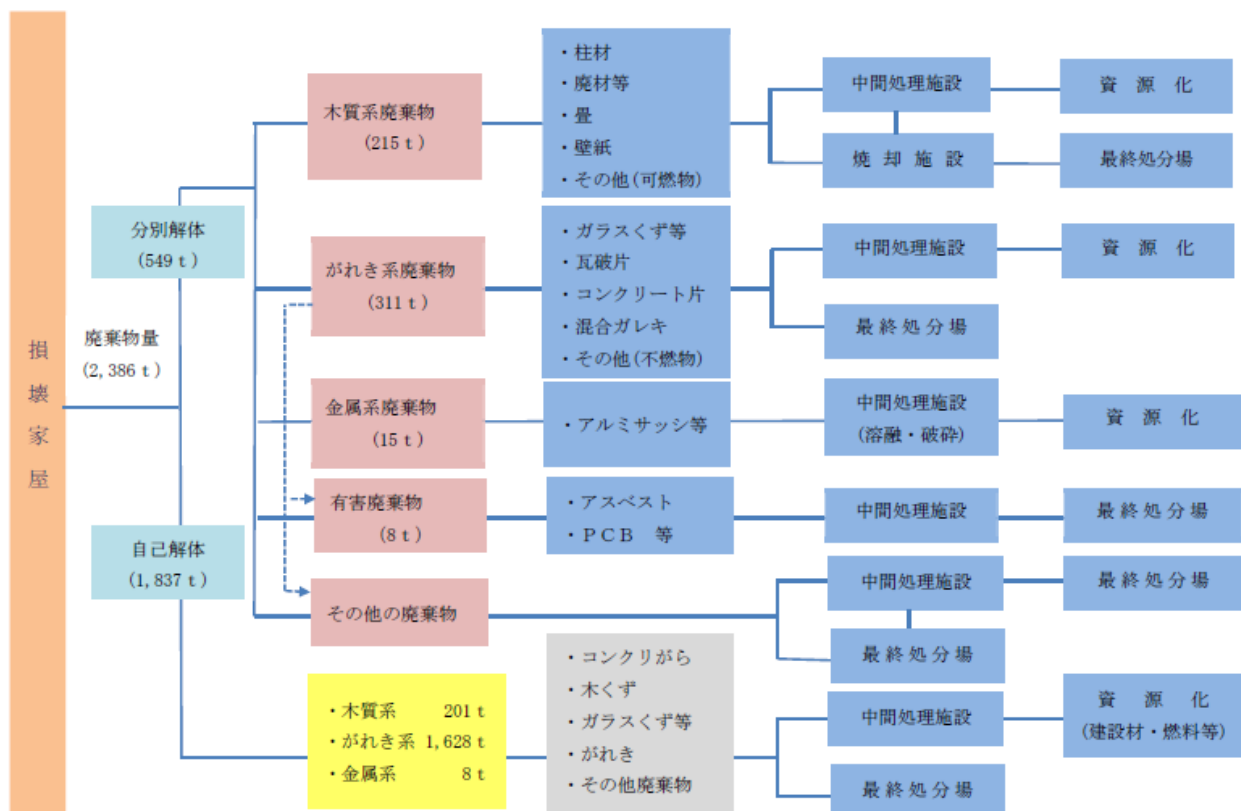 損壊家屋
廃棄物量
(2,386ｔ)
分別解体
(549ｔ)
自己解体
(1,837ｔ)
木質系廃棄物
(215ｔ)
・柱材
・廃材等
・畳
・壁紙
・その他(可燃物)
中間処理施設
資源化
焼却施設
最終処分場
がれき系廃棄物
(311ｔ)
・ガラスくず等
・瓦破片
・コンクリート片
・混合ガレキ
・その他(不燃物)
中間処理施設
資源化
最終処分場
金属系廃棄物
(15ｔ)
・アルミサッシ等
中間処理施設
(溶融・破砕)
資源化
有害廃棄物
(8ｔ)
・アスベスト
・ＰＣＢ　等
中間処理施設
最終処分場
その他の廃棄物
中間処理施設
最終処分場
最終処分場
・木質系　201ｔ
・がれき系 1,628ｔ
・金属系　8ｔ
・コンクリがら
・木くず
・ガラスくず等
・がれき
・その他廃棄物
中間処理施設
資源化
(建設材・燃料等)
最終処分場